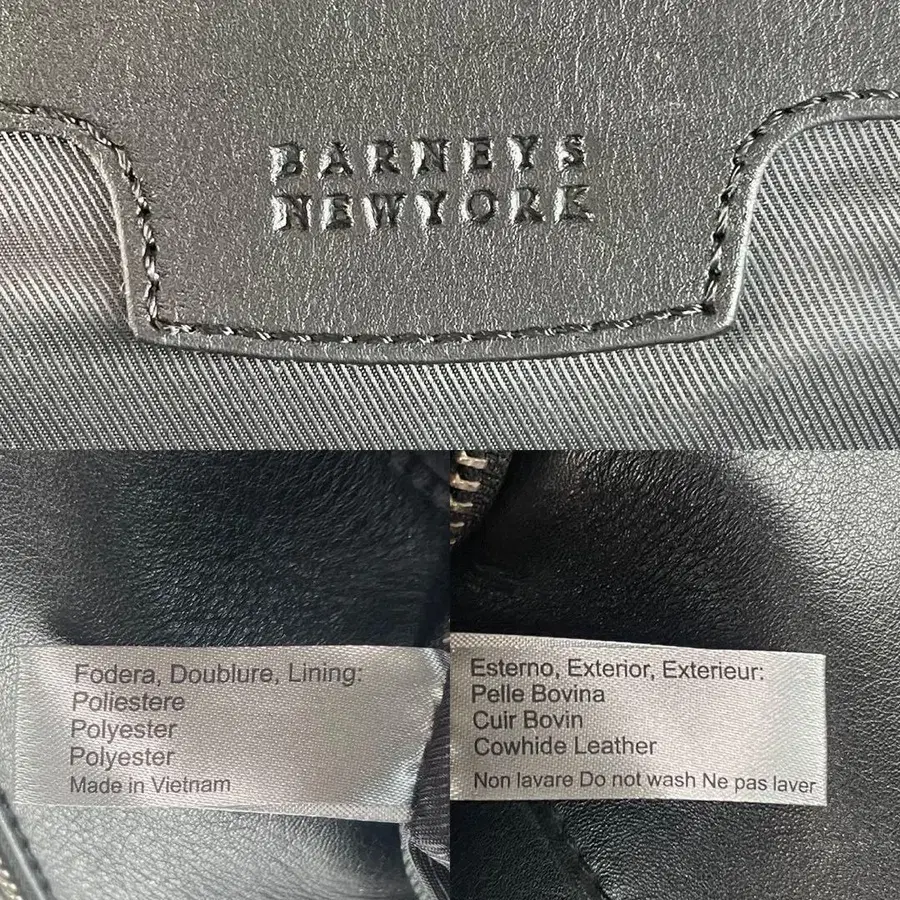 BARNEYS
NEWYORK
Fodera, Doublure, Lining:
Poliestere
Polyester
Polyester
Made in Vietnam
Esterno, Exterior, Exterieur:
Pelle Bovina
Cuir Bovin
Cowhide Leather
Non lavare Do not wash Ne pas laver